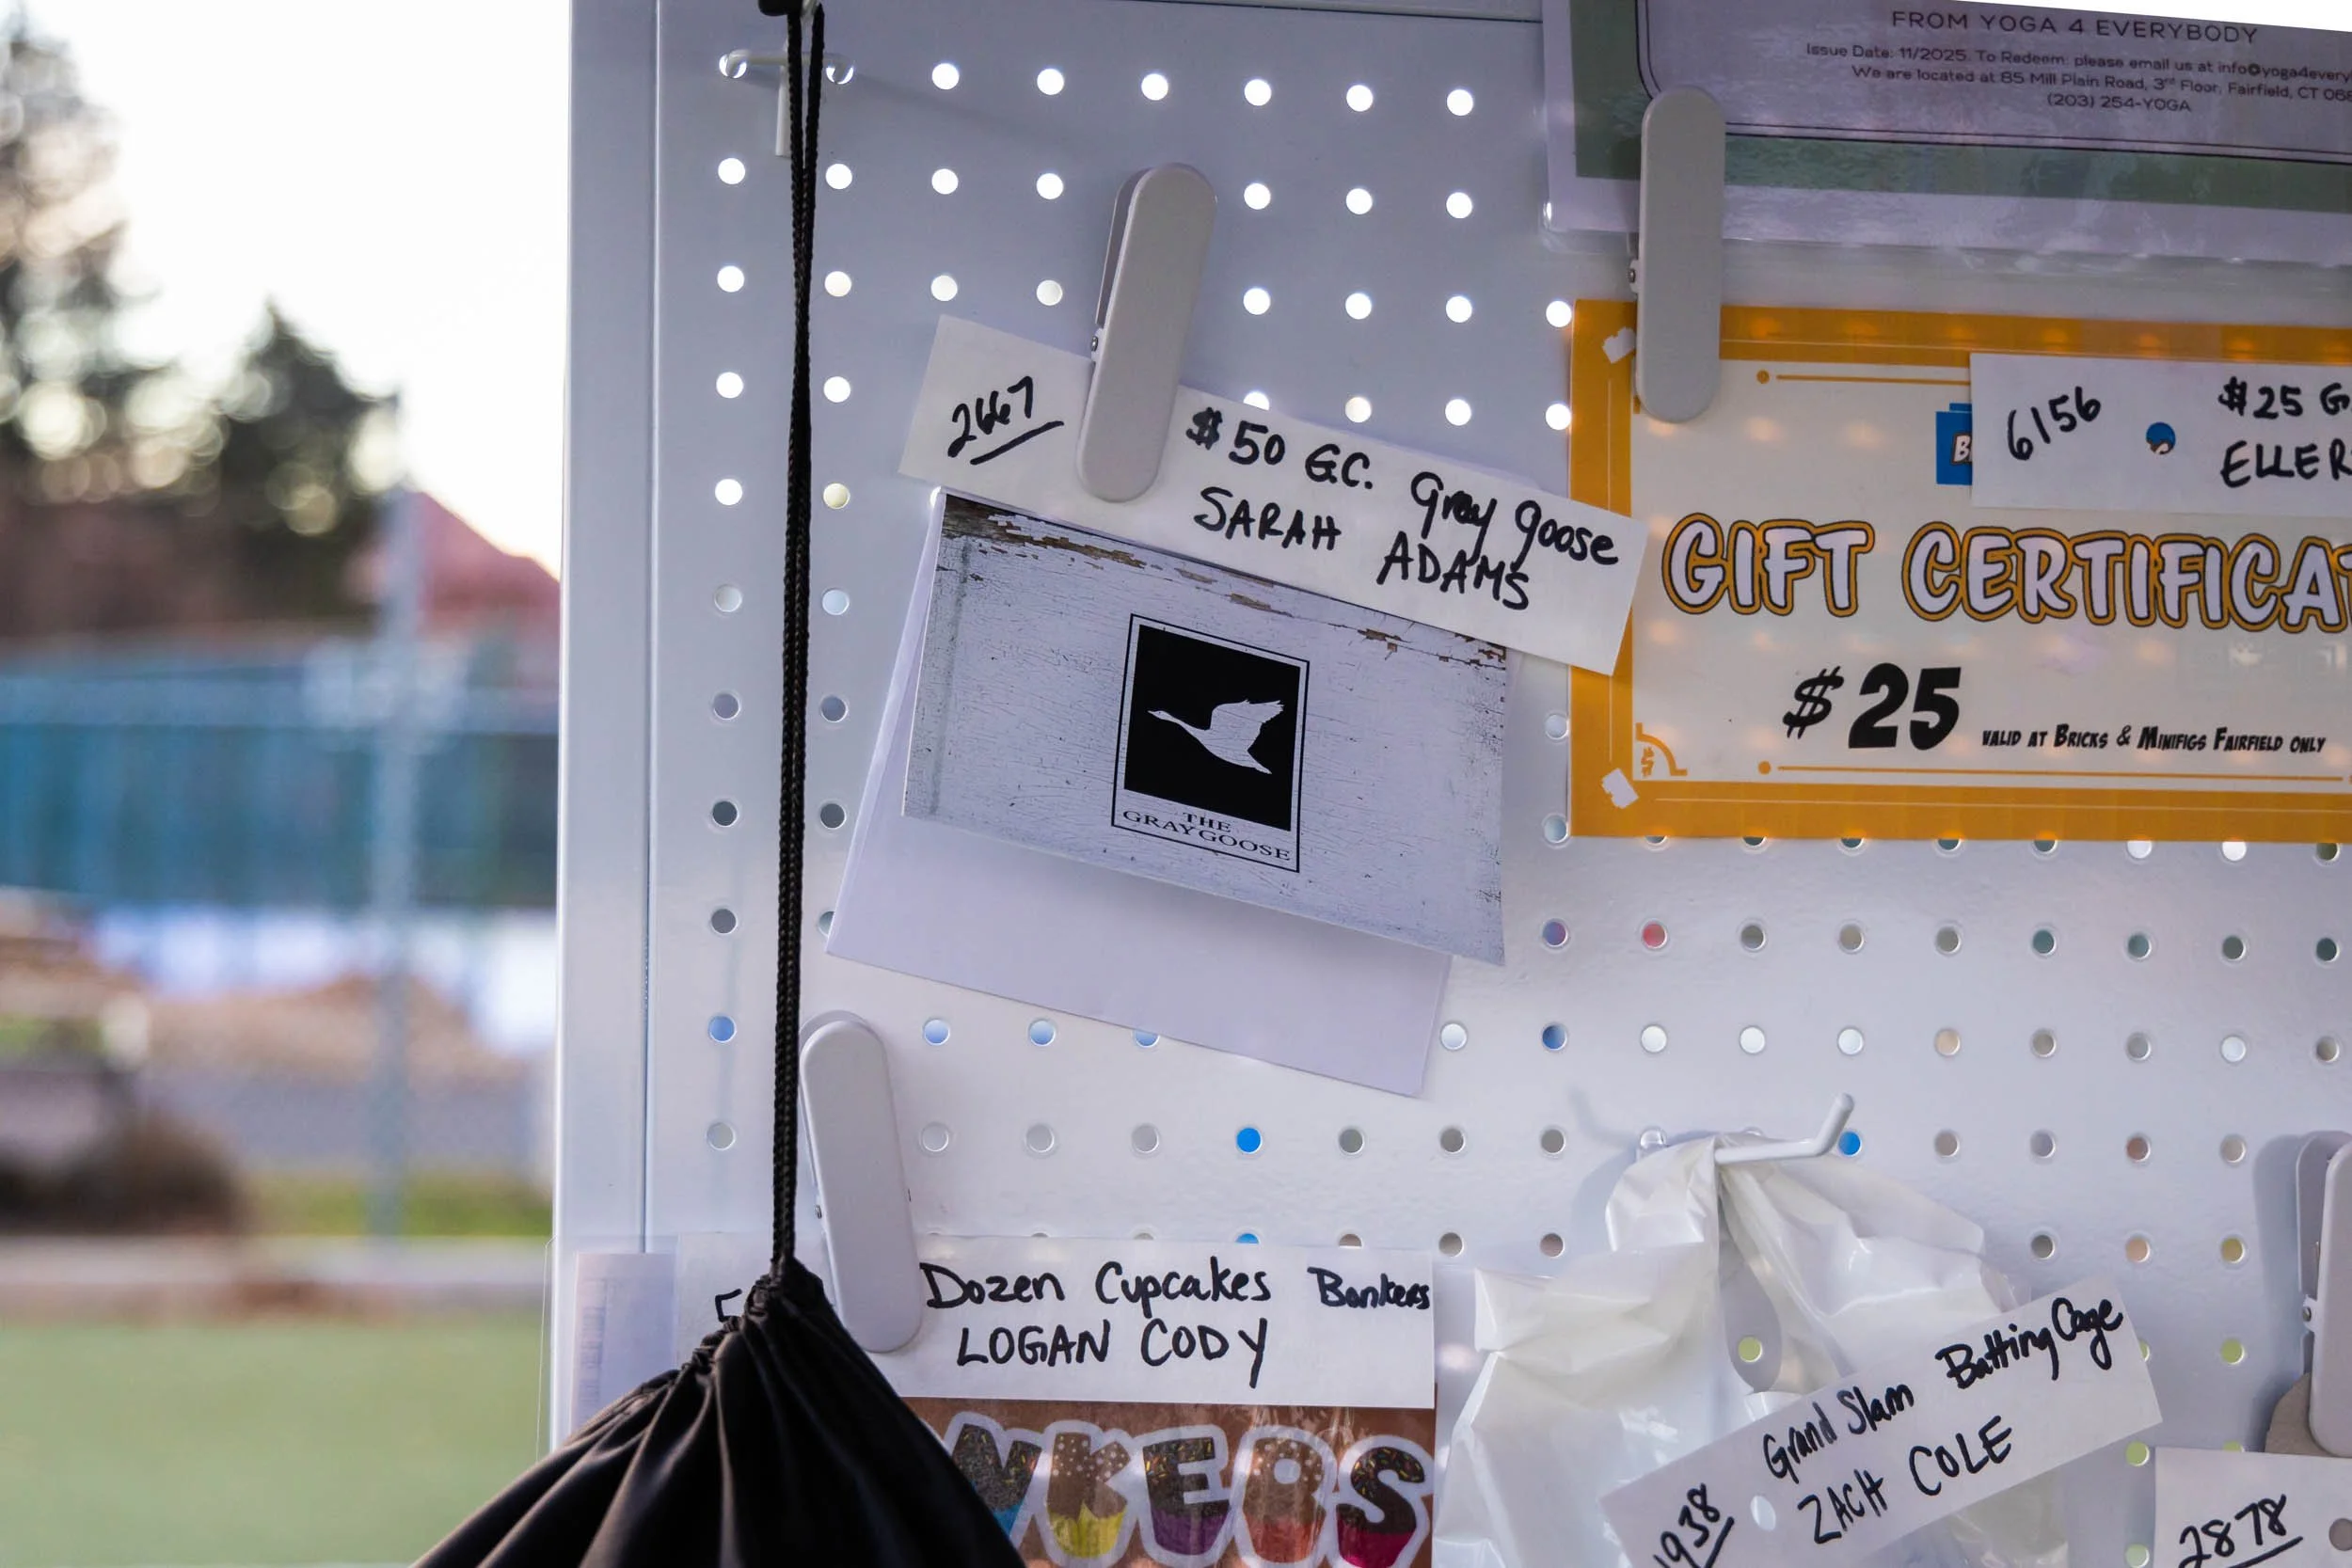 FROM YOGA 4 EVERYBODY
Issue Date: 11/2025. To Redeem: please email us at info@yoga4every
We are located at 85 Mill Plain Road, 3rd Floor, Fairfield, CT 06
(203) 254-YOGA
2667
$50 G.C. Gray goose
SARAH ADAMS
THE
GRAY GOOSE
6156
$25 G
ELLER
B
GIFT CERTIFICA
$25 VALID AT BRICKS & MINIFIGS FAIRFIELD ONLY
Dozen Cupcakes Bonkers
LOGAN CODY
NKERS
Grand Slam Batting Cage
ZACH COLE
1938
2878